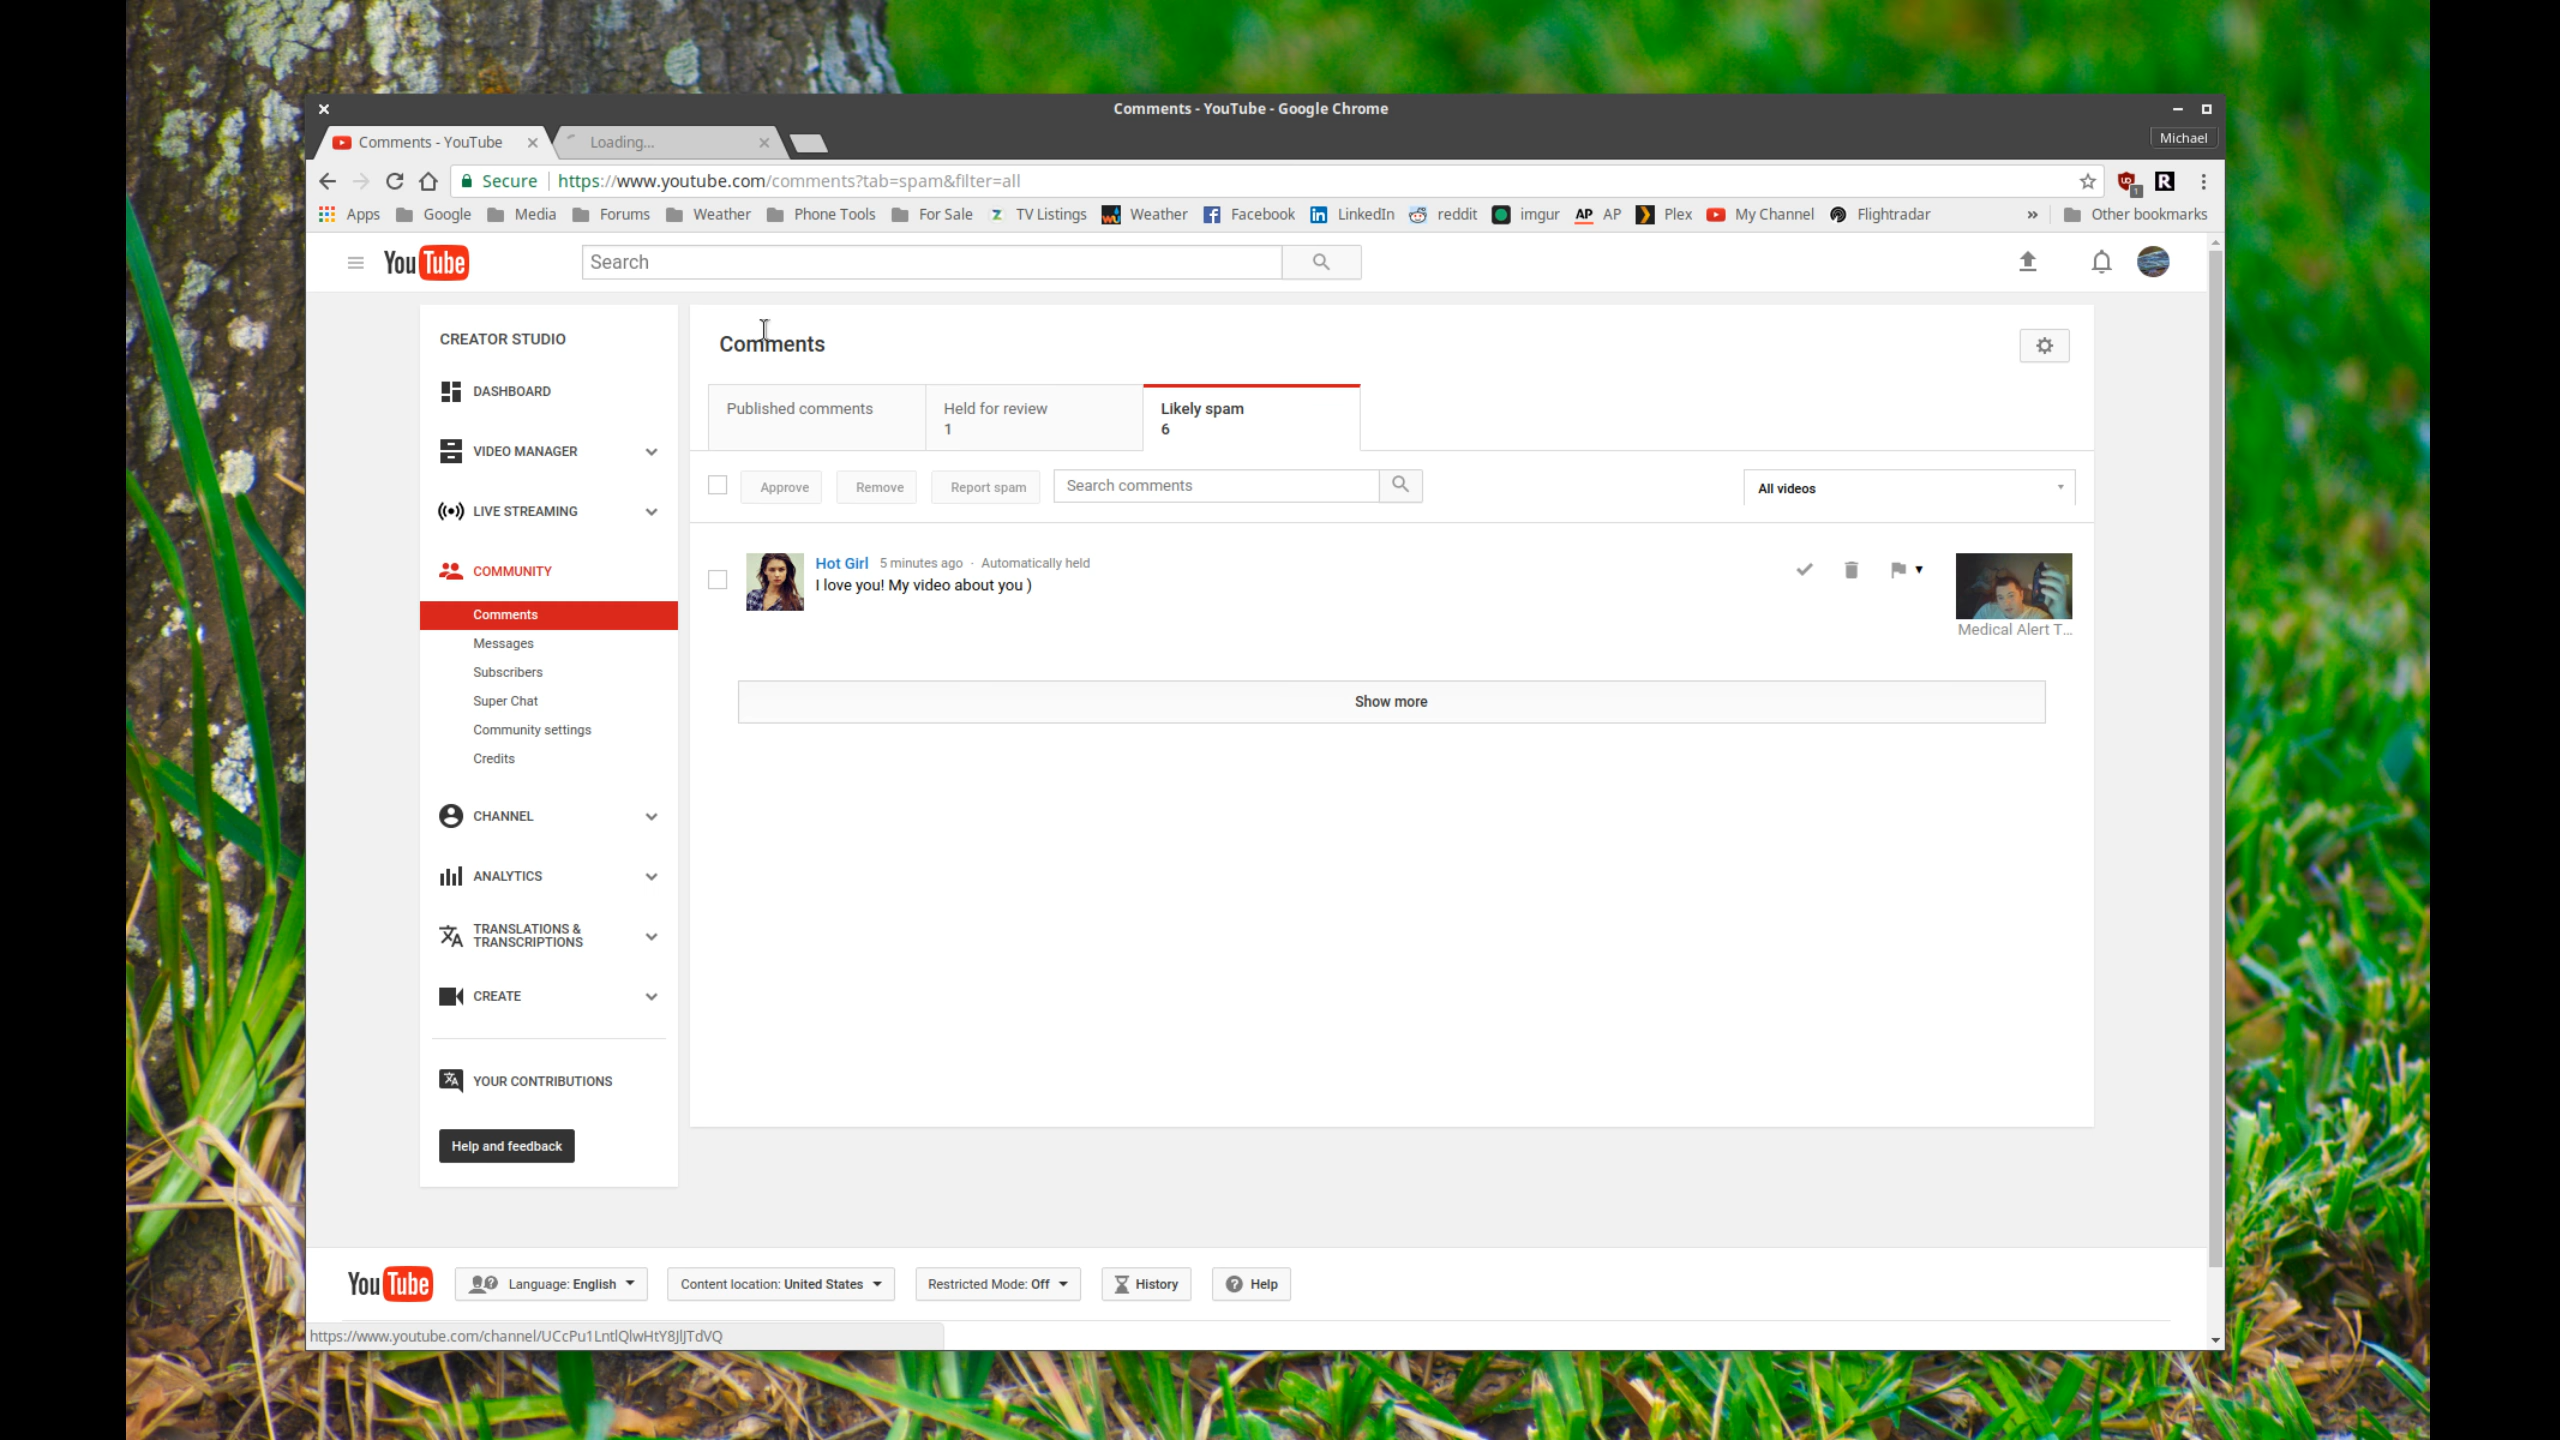 Comments - YouTube - Google Chrome
Comments - YouTube
Loading...
Michael
Secure
https://www.youtube.com/comments?tab=spam&filter=all
Apps
Google
Media
Forums
Weather
Phone Tools
For Sale
TV Listings
Weather
Facebook
LinkedIn
reddit
imgur
AP AP
Plex
My Channel
Flightradar
»
Other bookmarks
YouTube
Search
CREATOR STUDIO
DASHBOARD
VIDEO MANAGER
LIVE STREAMING
COMMUNITY
Comments
Messages
Subscribers
Super Chat
Community settings
Credits
CHANNEL
ANALYTICS
TRANSLATIONS &
TRANSCRIPTIONS
CREATE
YOUR CONTRIBUTIONS
Help and feedback
Comments
Published comments
Held for review
1
Likely spam
6
Approve
Remove
Report spam
Search comments
All videos
Hot Girl 5 minutes ago · Automatically held
I love you! My video about you )
Medical Alert T...
Show more
YouTube
Language: English
Content location: United States
Restricted Mode: Off
History
Help